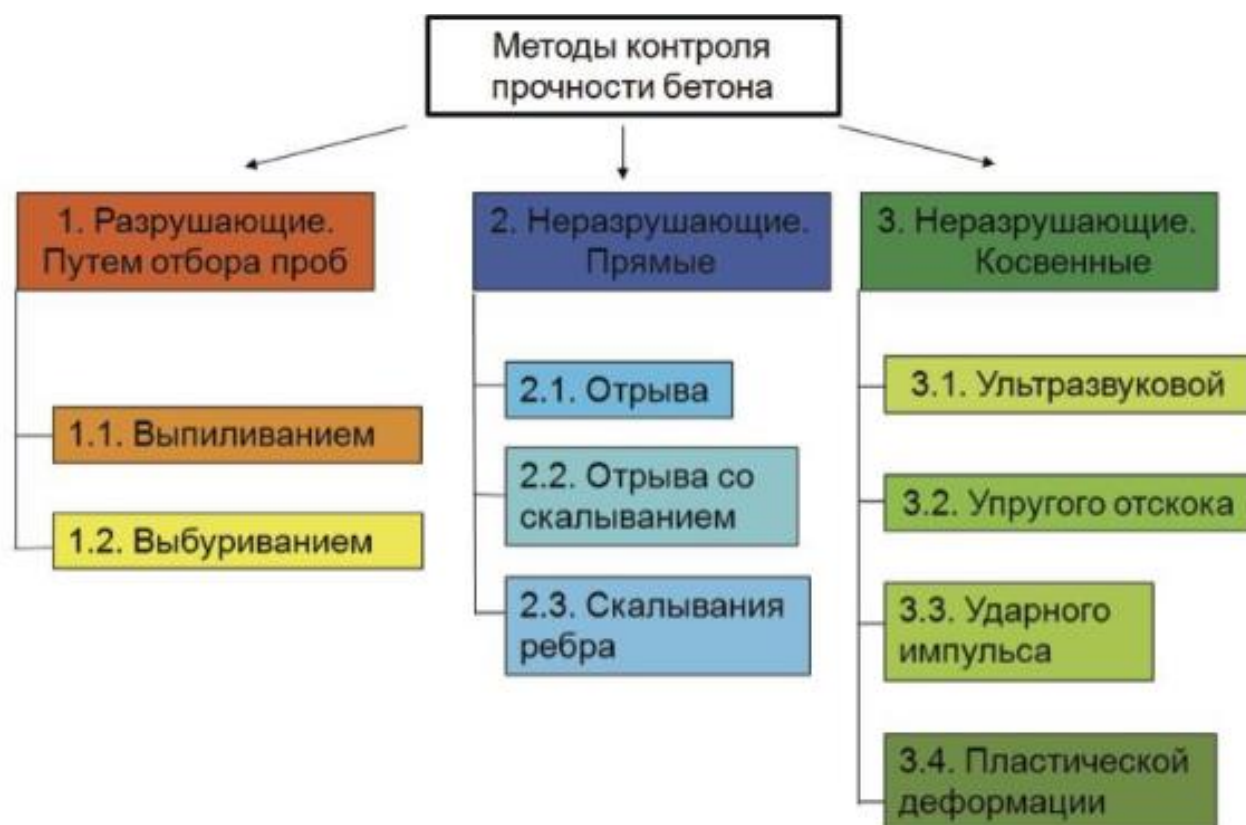 Методы контроля
прочности бетона
1. Разрушающие.
Путем отбора проб
1.1. Выпиливанием
1.2. Выбуриванием
2. Неразрушающие.
Прямые
2.1. Отрыва
2.2. Отрыва со
скалыванием
2.3. Скалывания
ребра
3. Неразрушающие.
Косвенные
3.1. Ультразвуковой
3.2. Упругого отскока
3.3. Ударного
импульса
3.4. Пластической
деформации